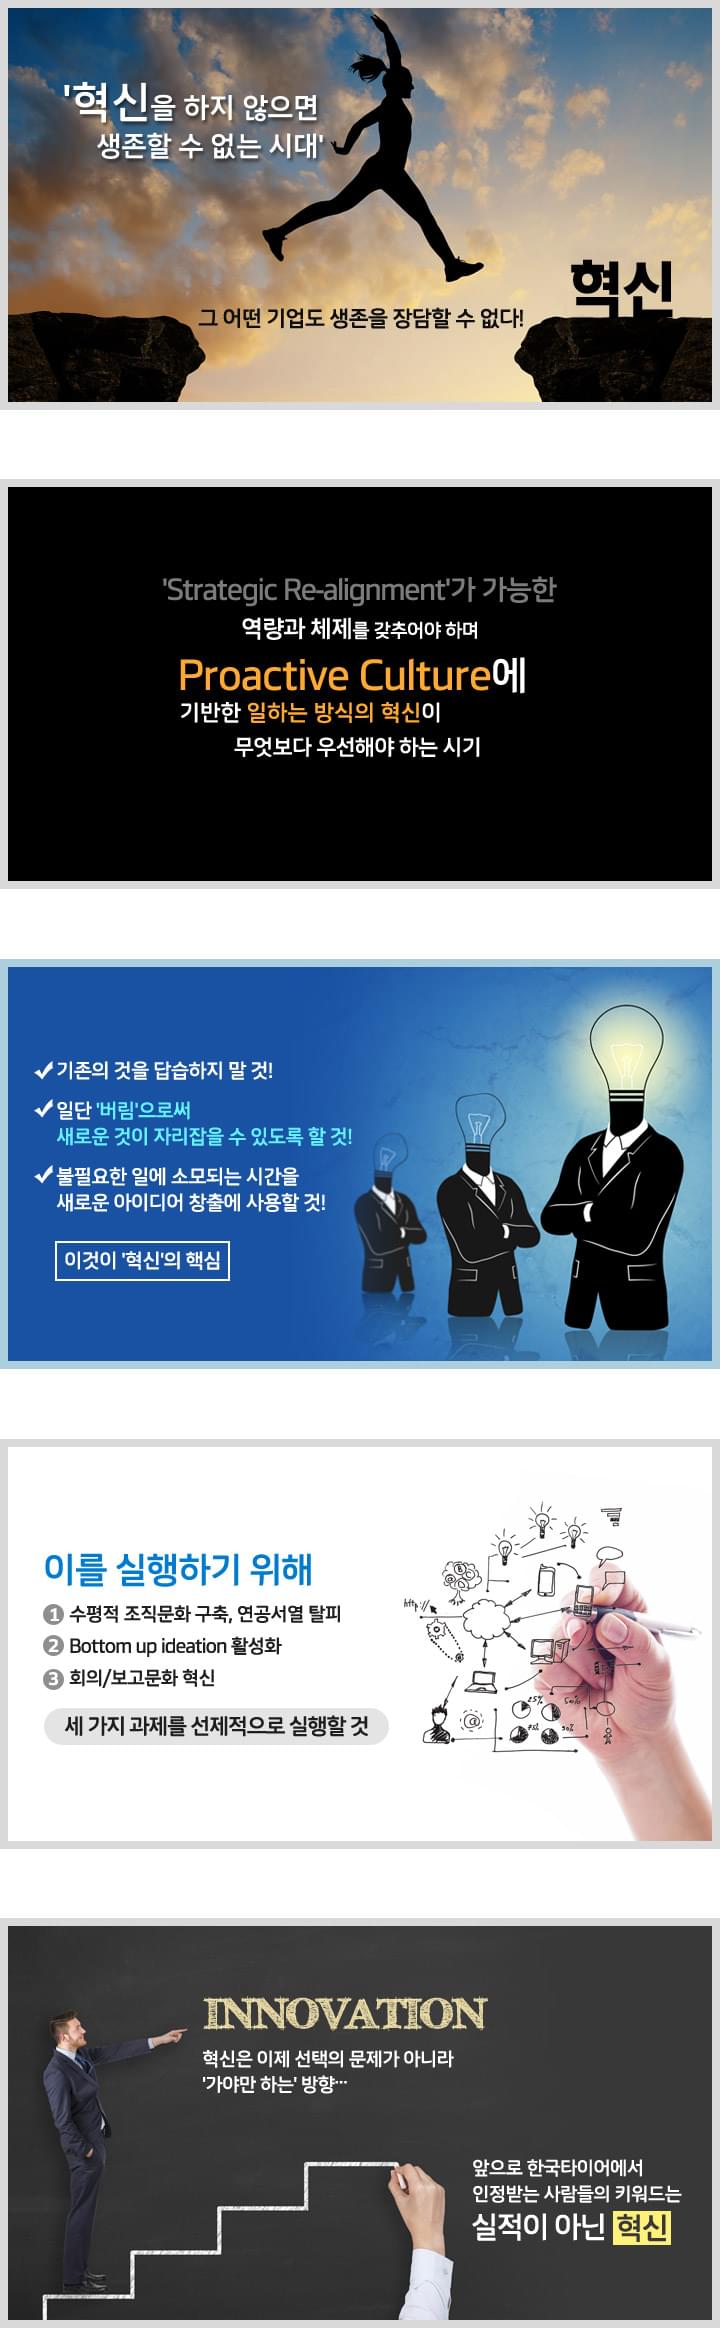 '혁신을 하지 않으면
생존할 수 없는 시대'
혁신
그 어떤 기업도 생존을 장담할 수 없다!
'Strategic Re-alignment'가 가능한
역량과 체제를 갖추어야 하며
Proactive Culture에
기반한 일하는 방식의 혁신이
무엇보다 우선해야 하는 시기
기존의 것을 답습하지 말 것!
일단 '버림'으로써
새로운 것이 자리잡을 수 있도록 할 것!
불필요한 일에 소모되는 시간을
새로운 아이디어 창출에 사용할 것!
이것이 '혁신'의 핵심
이를 실행하기 위해
1 수평적 조직문화 구축, 연공서열 탈피
2 Bottom up ideation 활성화
3 회의/보고문화 혁신
세 가지 과제를 선제적으로 실행할 것
http://
@
@
25%
50%
75%
90%
INNOVATION
혁신은 이제 선택의 문제가 아니라
'가야만 하는' 방향…
앞으로 한국타이어에서
인정받는 사람들의 키워드는
실적이 아닌 혁신